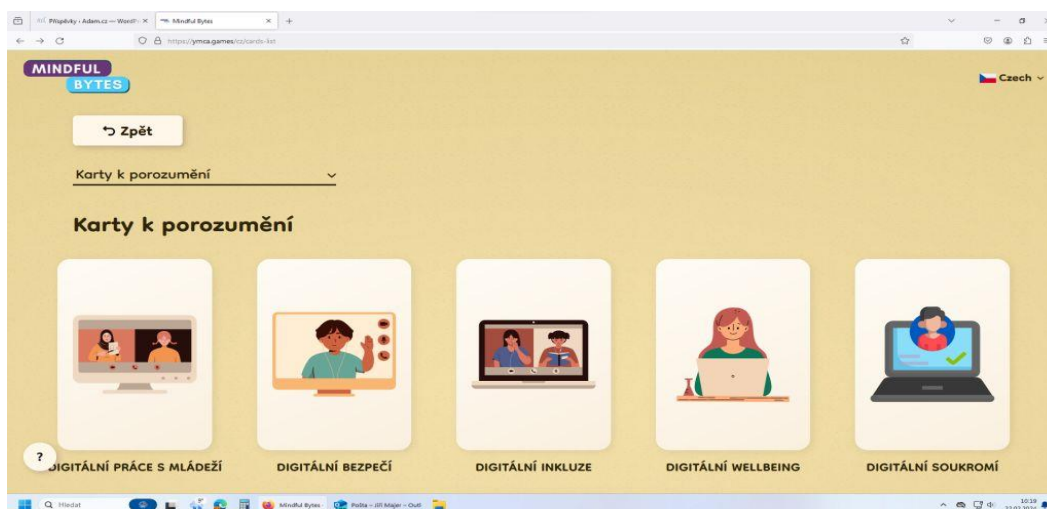 Příspěvky ‹ Adam.cz — WordPr
Mindful Bytes
https://ymca.games/cz/cards-list
MINDFUL
BYTES
Czech
Zpět
Karty k porozumění
Karty k porozumění
?
DIGITÁLNÍ PRÁCE S MLÁDEŽÍ
DIGITÁLNÍ BEZPEČÍ
DIGITÁLNÍ INKLUZE
DIGITÁLNÍ WELLBEING
DIGITÁLNÍ SOUKROMÍ
Hledat
Mindful Bytes -
Pošta – Jiří Majer – Outl
10:19